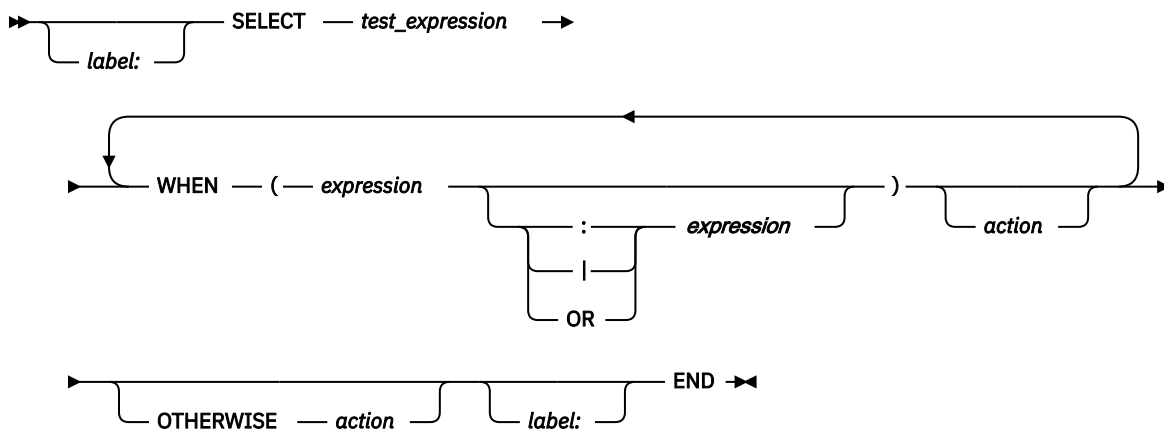 SELECT test_expression
label:
WHEN ( expression )
: expression action
|
OR
END
OTHERWISE action label: